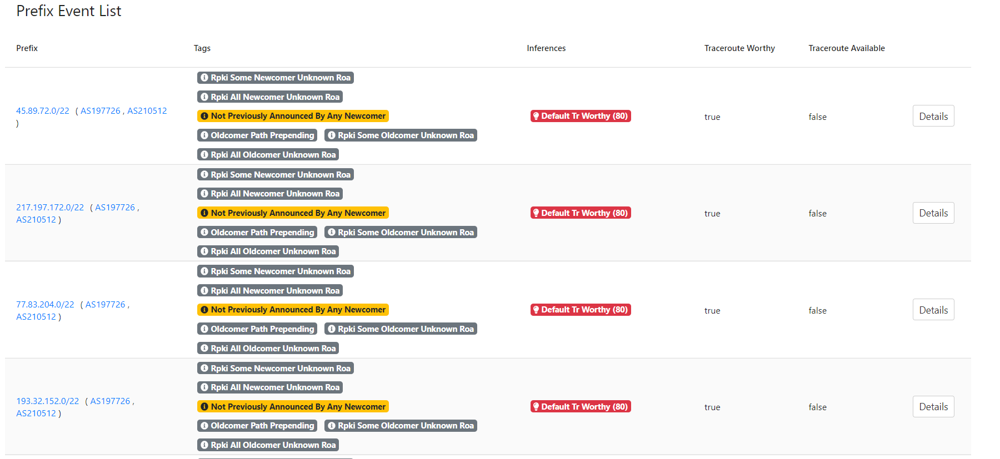 Prefix Event List
Prefix Tags Inferences Traceroute Worthy Traceroute Available
Rpki Some Newcomer Unknown Roa
Rpki All Newcomer Unknown Roa
45.89.72.0/22 ( AS197726 , AS210512
)
Not Previously Announced By Any Newcomer
Default Tr Worthy (80)
true
false
Details
Oldcomer Path Prepending Rpki Some Oldcomer Unknown Roa
Rpki All Oldcomer Unknown Roa
Rpki Some Newcomer Unknown Roa
Rpki All Newcomer Unknown Roa
217.197.172.0/22 ( AS197726 ,
AS210512 )
Not Previously Announced By Any Newcomer
Default Tr Worthy (80)
true
false
Details
Oldcomer Path Prepending Rpki Some Oldcomer Unknown Roa
Rpki All Oldcomer Unknown Roa
Rpki Some Newcomer Unknown Roa
Rpki All Newcomer Unknown Roa
77.83.204.0/22 ( AS197726 ,
AS210512 )
Not Previously Announced By Any Newcomer
Default Tr Worthy (80)
true
false
Details
Oldcomer Path Prepending Rpki Some Oldcomer Unknown Roa
Rpki All Oldcomer Unknown Roa
Rpki Some Newcomer Unknown Roa
Rpki All Newcomer Unknown Roa
193.32.152.0/22 ( AS197726 ,
AS210512 )
Not Previously Announced By Any Newcomer
Default Tr Worthy (80)
true
false
Details
Oldcomer Path Prepending Rpki Some Oldcomer Unknown Roa
Rpki All Oldcomer Unknown Roa